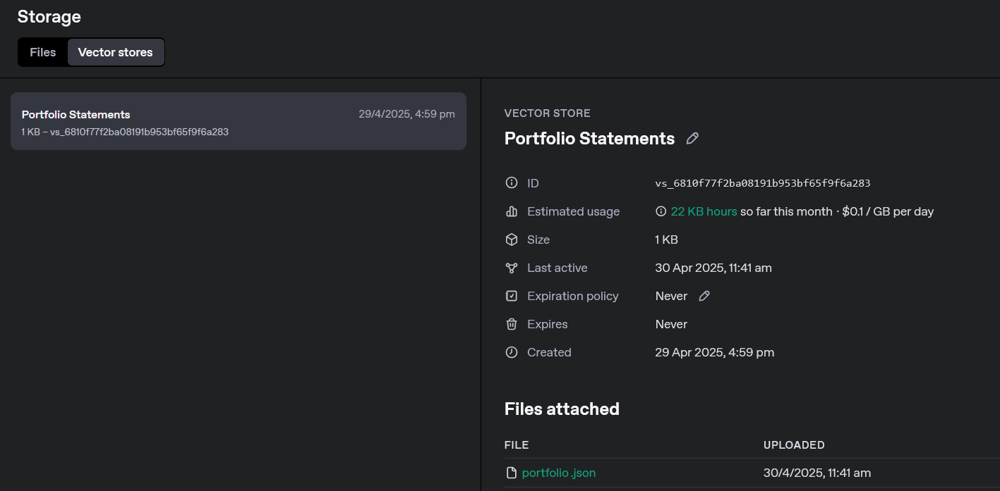 Storage
Files
Vector stores
Portfolio Statements
29/4/2025, 4:59 pm
1 KB – vs_6810f77f2ba08191b953bf65f9f6a283
VECTOR STORE
Portfolio Statements
ID
vs_6810f77f2ba08191b953bf65f9f6a283
Estimated usage
22 KB hours so far this month · $0.1 / GB per day
Size
1 KB
Last active
30 Apr 2025, 11:41 am
Expiration policy
Never
Expires
Never
Created
29 Apr 2025, 4:59 pm
Files attached
FILE
UPLOADED
portfolio.json
30/4/2025, 11:41 am